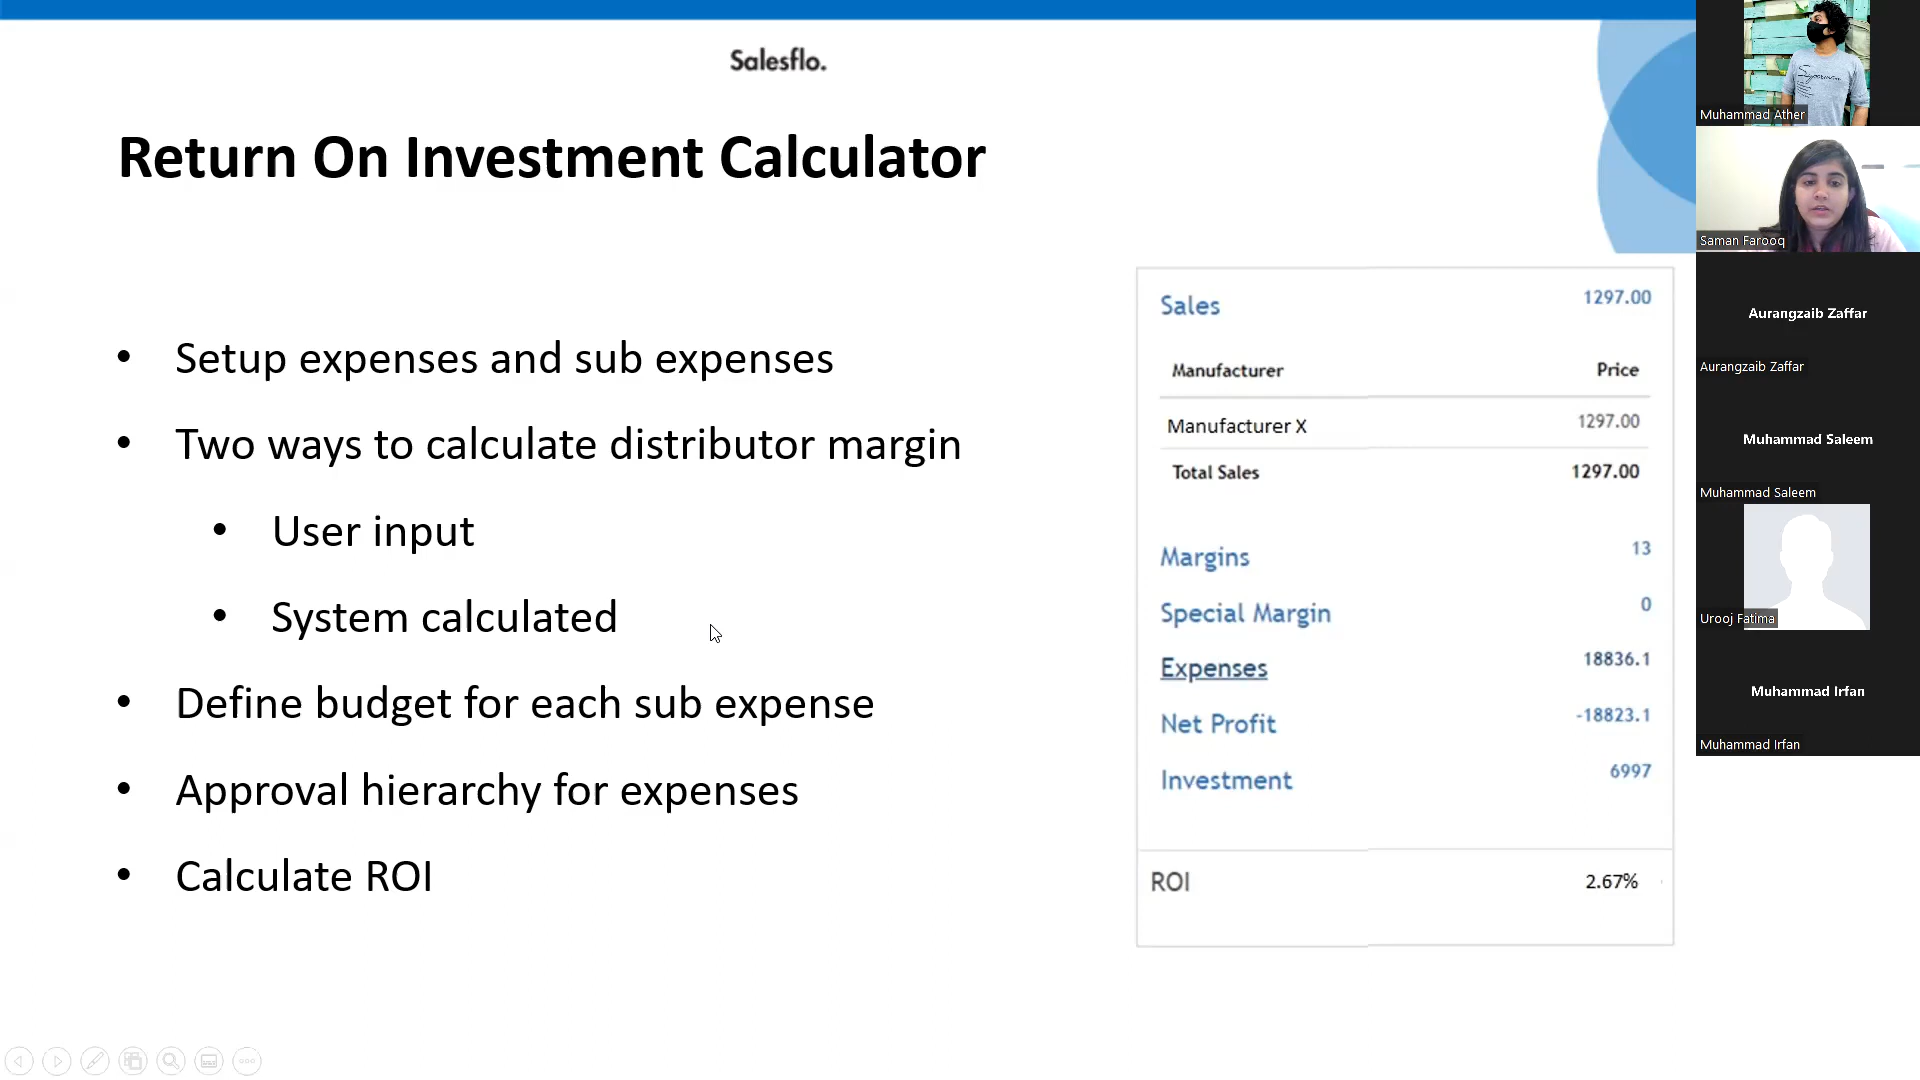 Salesflo.
Return On Investment Calculator
• Setup expenses and sub expenses
• Two ways to calculate distributor margin
• User input
• System calculated
• Define budget for each sub expense
• Approval hierarchy for expenses
• Calculate ROI
Sales 1297.00
Manufacturer Price
Manufacturer X 1297.00
Total Sales 1297.00
Margins 13
Special Margin 0
Expenses 18836.1
Net Profit -18823.1
Investment 6997
ROI 2.67%
Muhammad Ather
Saman Farooq
Aurangzaib Zaffar
Aurangzaib Zaffar
Muhammad Saleem
Muhammad Saleem
Urooj Fatima
Muhammad Irfan
Muhammad Irfan